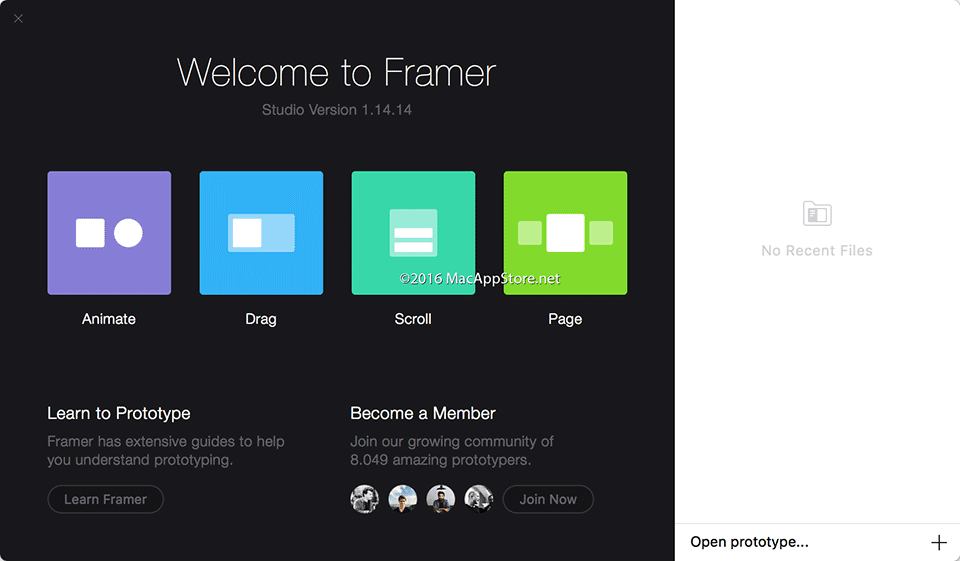 Welcome to Framer
Studio Version 1.14.14
©2016 MacAppStore.net
Animate
Drag
Scroll
Page
Learn to Prototype
Framer has extensive guides to help
you understand prototyping.
Learn Framer
Become a Member
Join our growing community of
8.049 amazing prototypers.
Join Now
No Recent Files
Open prototype...